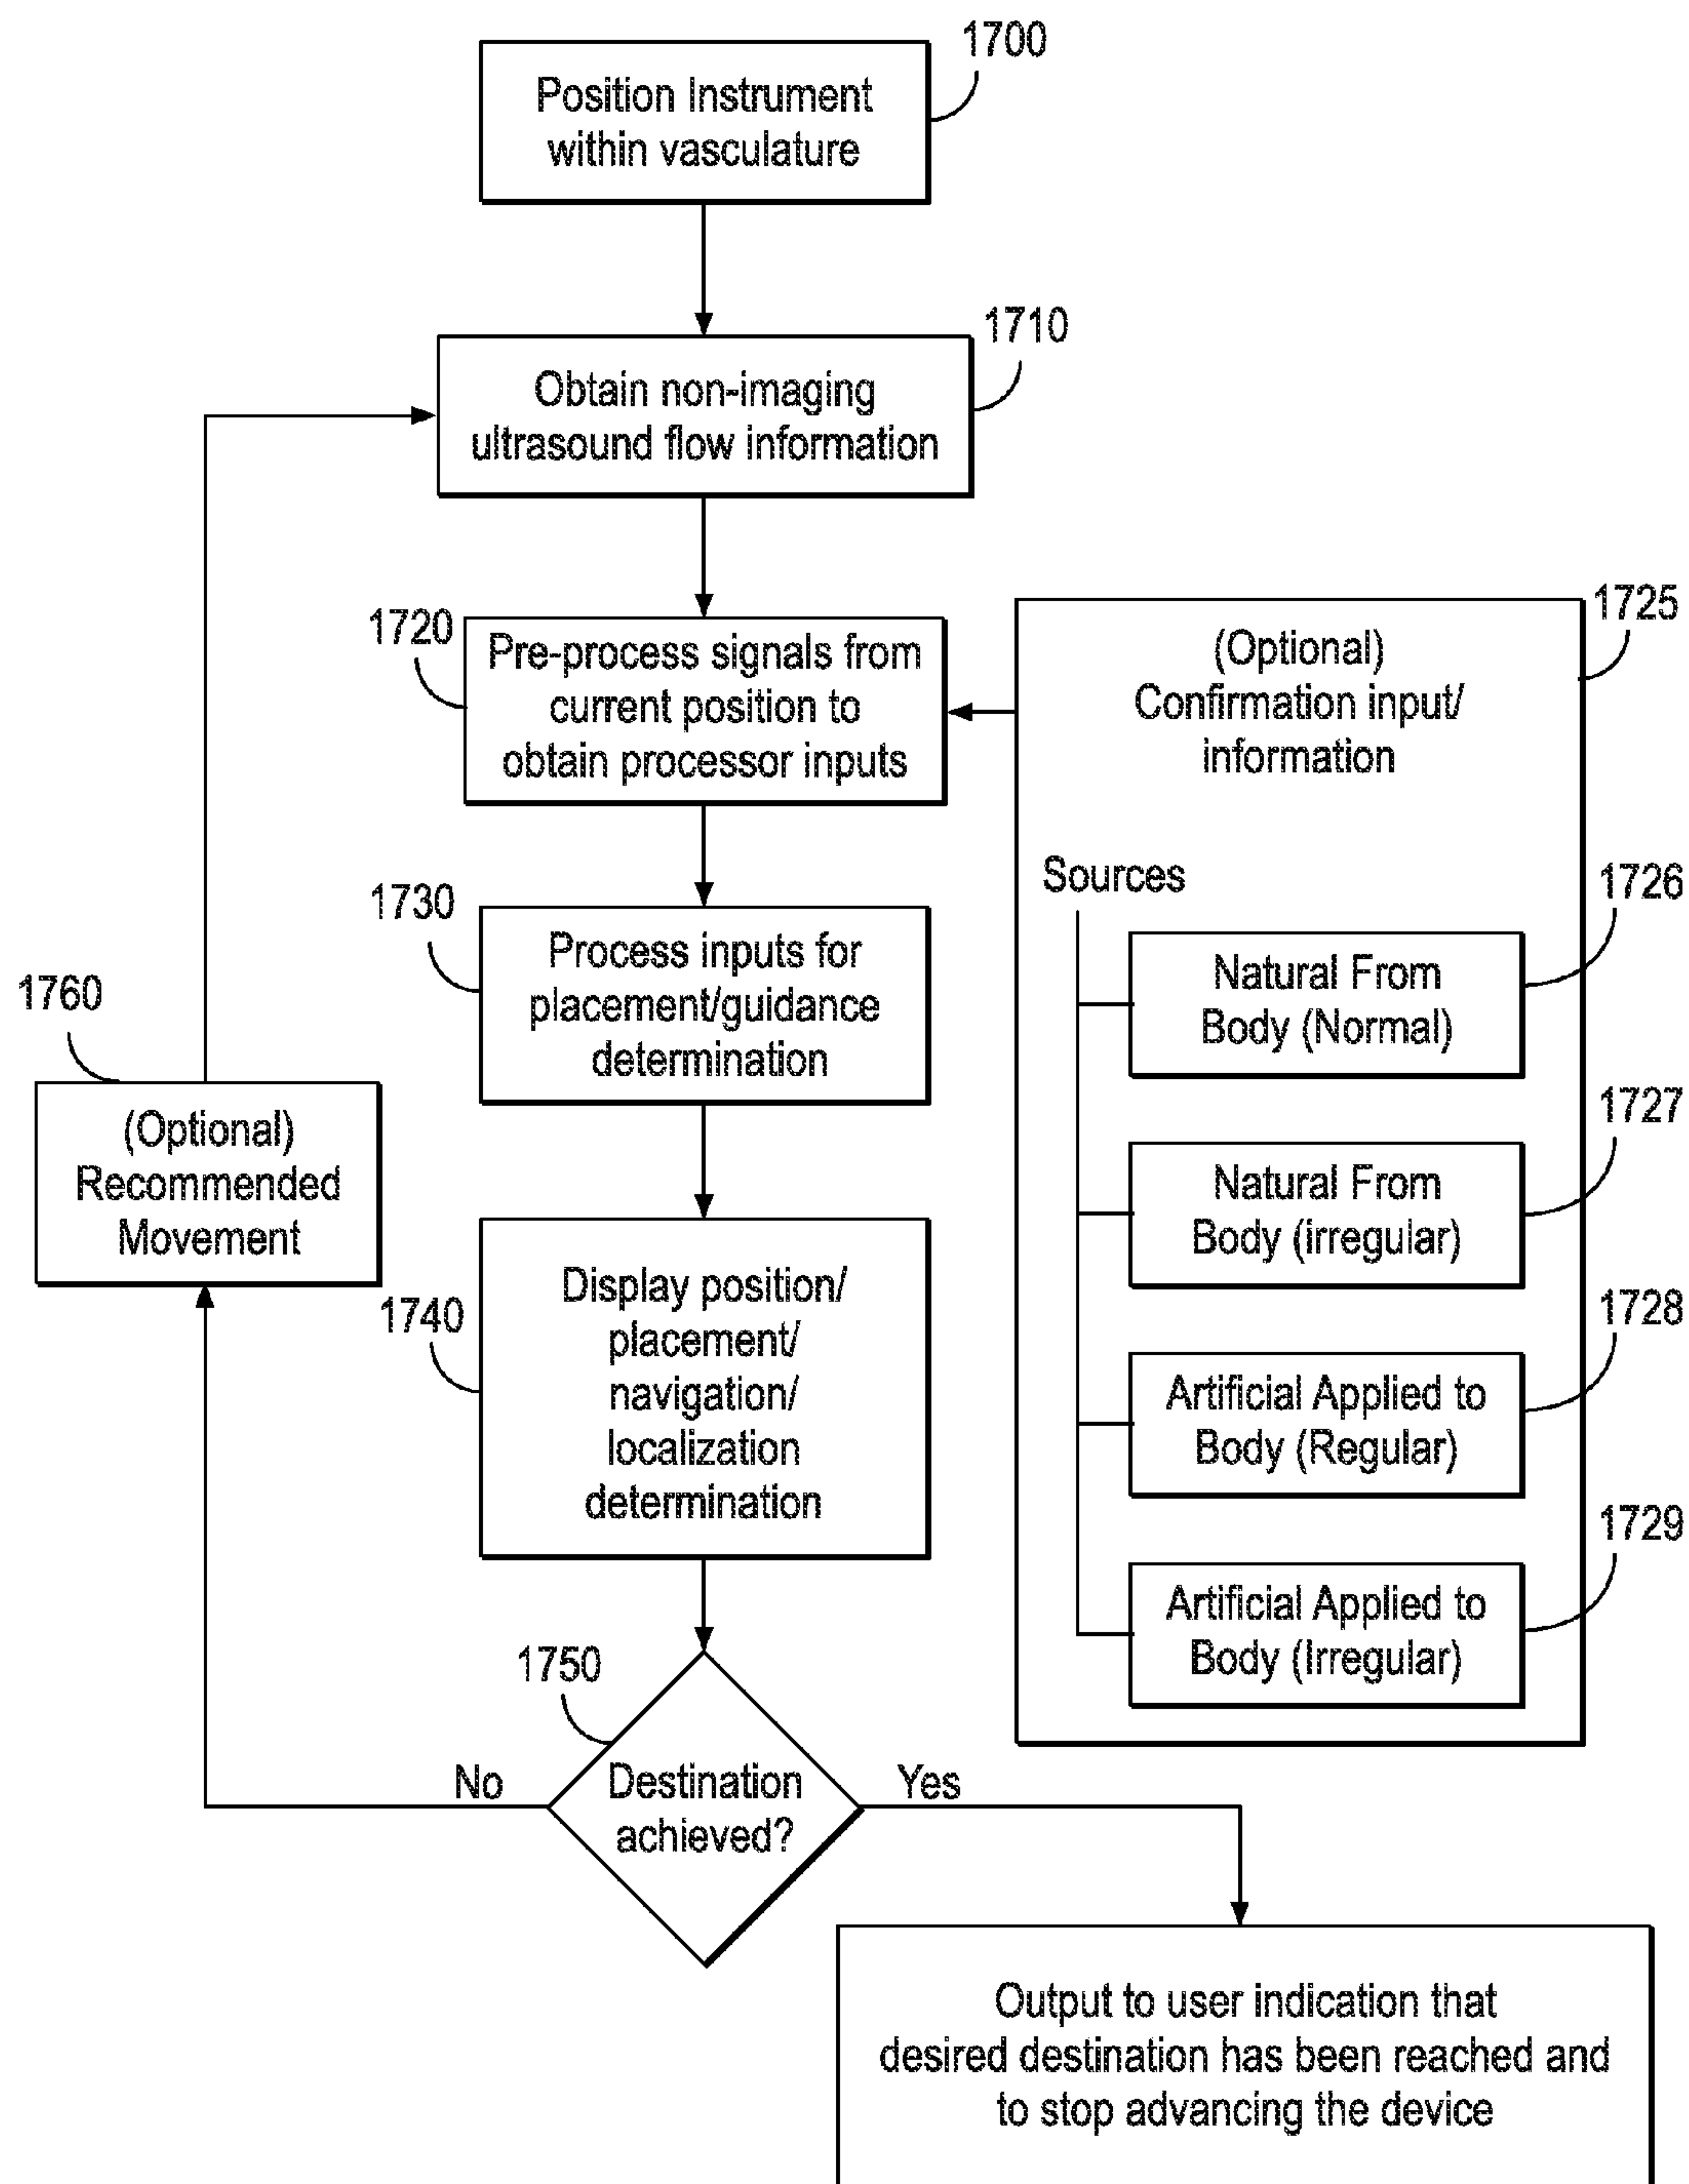 1700
Position Instrument
within vasculature
1710
Obtain non-imaging
ultrasound flow information
1720
Pre-process signals from
current position to
obtain processor inputs
1725
(Optional)
Confirmation input/
information
Sources
1726
Natural From
Body (Normal)
1727
Natural From
Body (irregular)
1728
Artificial Applied to
Body (Regular)
1729
Artificial Applied to
Body (Irregular)
1730
Process inputs for
placement/guidance
determination
1760
(Optional)
Recommended
Movement
1740
Display position/
placement/
navigation/
localization
determination
1750
Destination
achieved?
No
Yes
Output to user indication that
desired destination has been reached and
to stop advancing the device